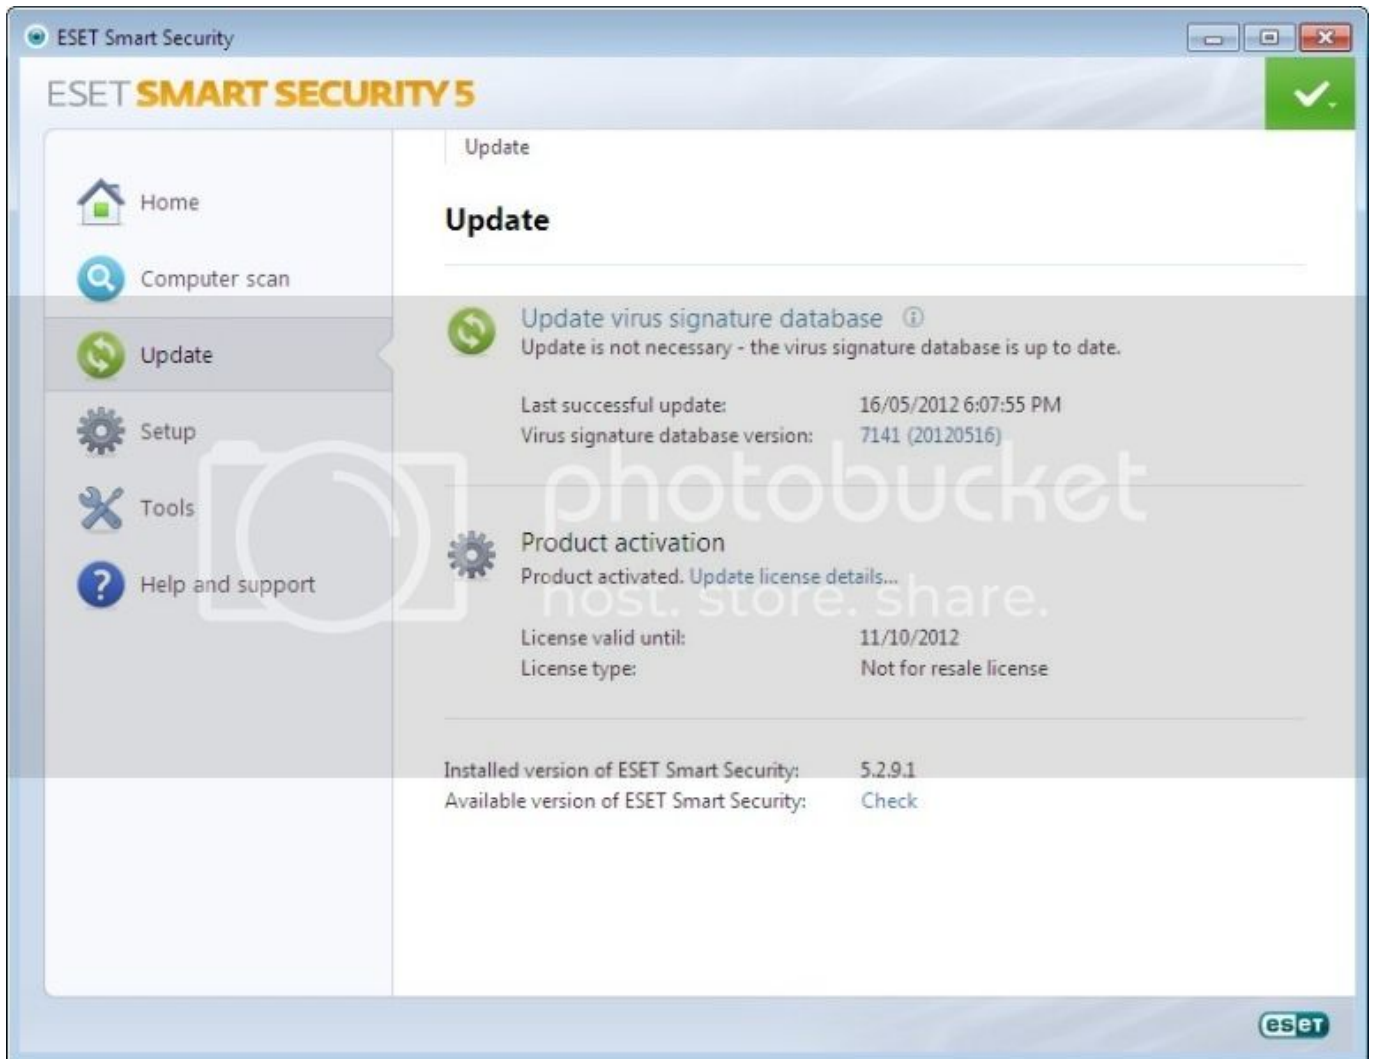 ESET Smart Security
ESET SMART SECURITY 5
Update
Home
Computer scan
Update
Setup
Tools
Help and support
Update
Update virus signature database
Update is not necessary - the virus signature database is up to date.
Last successful update: 16/05/2012 6:07:55 PM
Virus signature database version: 7141 (20120516)
Product activation
Product activated. Update license details...
License valid until: 11/10/2012
License type: Not for resale license
Installed version of ESET Smart Security: 5.2.9.1
Available version of ESET Smart Security: Check
photobucket
host. store. share.
eset